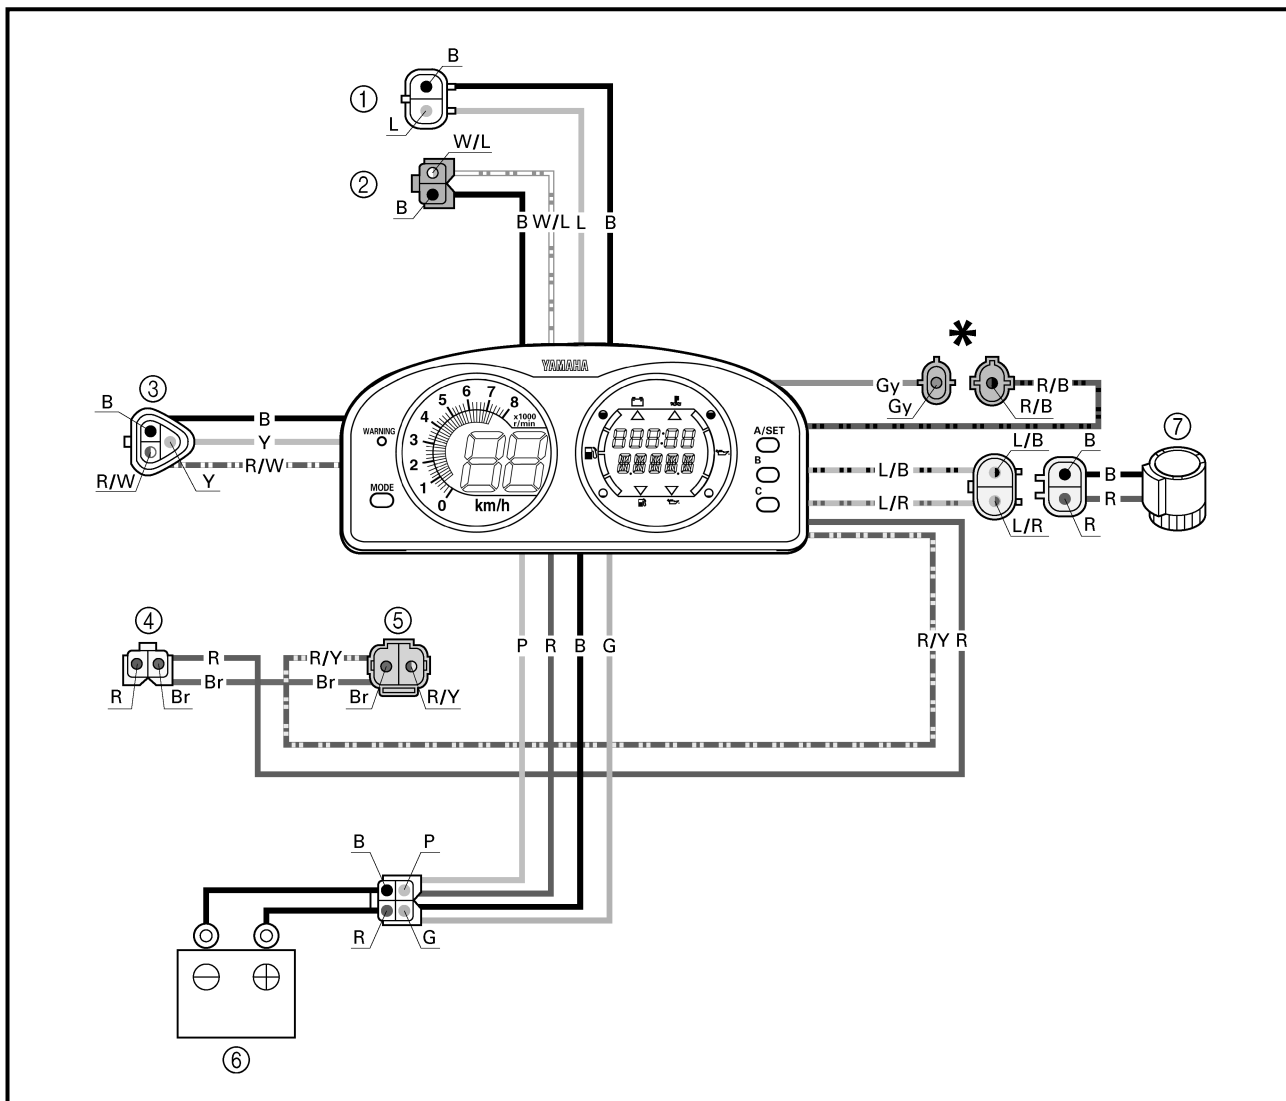 B
①
L
W/L
②
B
B W/L L B
YAMAHA
*
③
B
B
Y
R/W
R/W
Y
WARNING
MODE
0 1 2 3 4 5 6 7 8
x1000
r/min
km/h
A/SET
B
C
Gy
Gy
R/B
R/B
L/B
B
⑦
L/B
B
L/R
R
L/R
R
④
⑤
P R B G
R/Y R
R
R/Y
Br
Br
R
Br
Br
R/Y
B
P
R
G
⑥